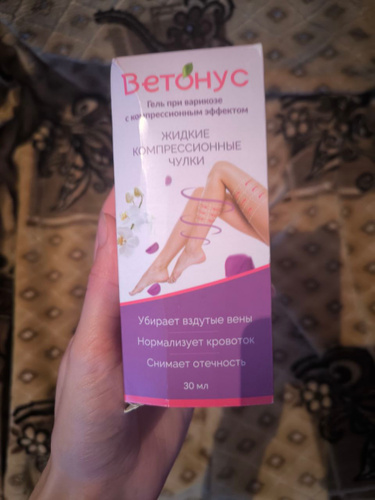 Ветонус
Гель при варикозе
с компрессионным эффектом
ЖИДКИЕ
КОМПРЕССИОННЫЕ
ЧУЛКИ
Убирает вздутые вены
Нормализует кровоток
Снимает отечность
30 мл